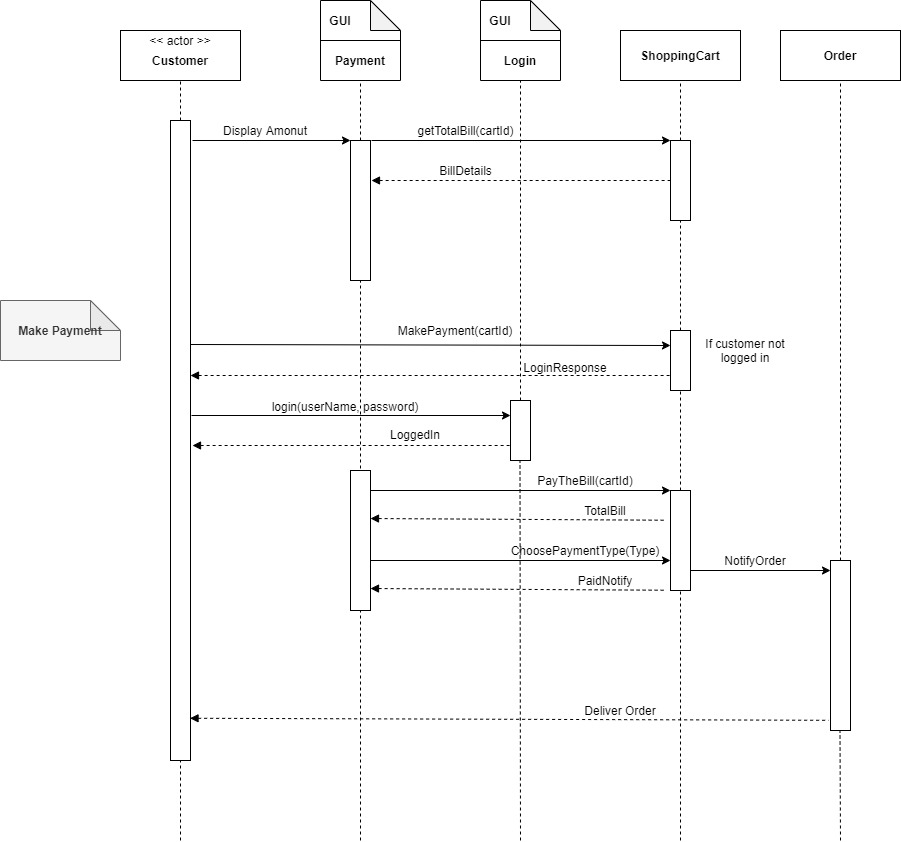 GUI
GUI
<< actor >>
Customer
Payment
Login
ShoppingCart
Order
Display Amonut
getTotalBill(cartId)
BillDetails
Make Payment
MakePayment(cartId)
If customer not
logged in
LoginResponse
login(userName, password)
LoggedIn
PayTheBill(cartId)
TotalBill
ChoosePaymentType(Type)
NotifyOrder
PaidNotify
Deliver Order